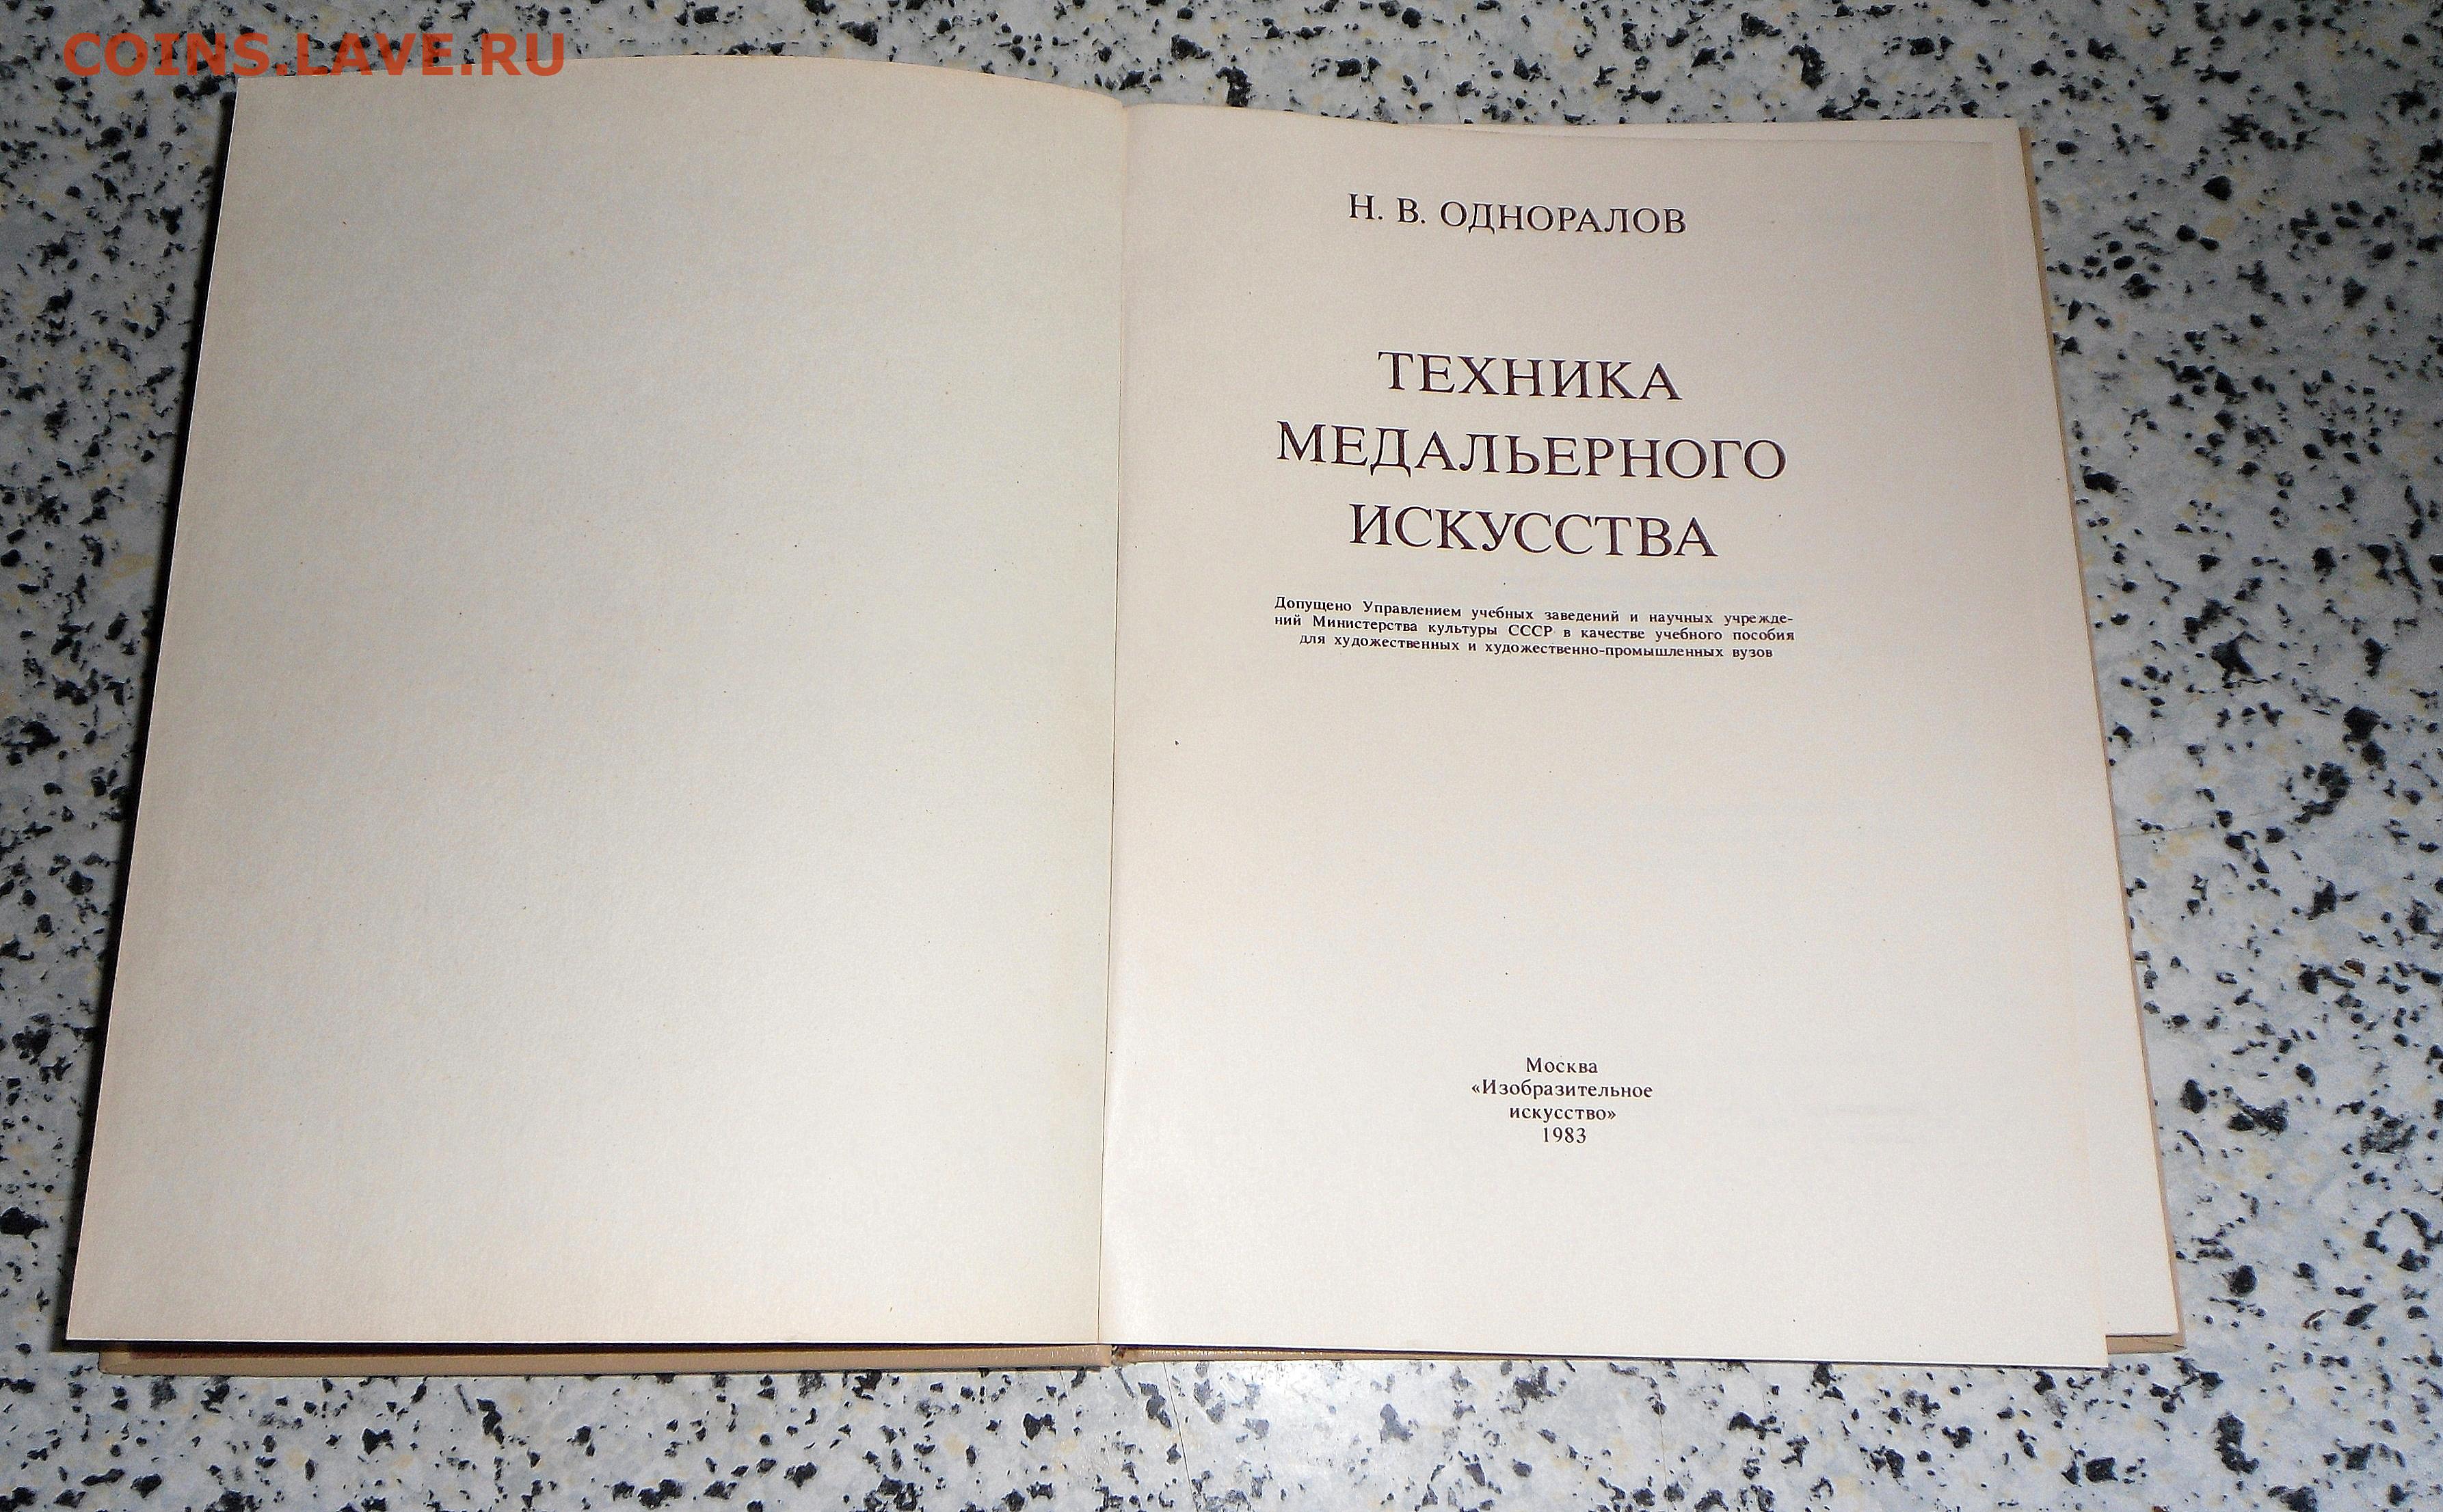 COINS.LAVE.RU
Н. В. ОДНОРАЛОВ
ТЕХНИКА
МЕДАЛЬЕРНОГО
ИСКУССТВА
Допущено Управлением учебных заведений и научных учрежде-
ний Министерства культуры СССР в качестве учебного пособия
для художественных и художественно-промышленных вузов
Москва
«Изобразительное
искусство»
1983